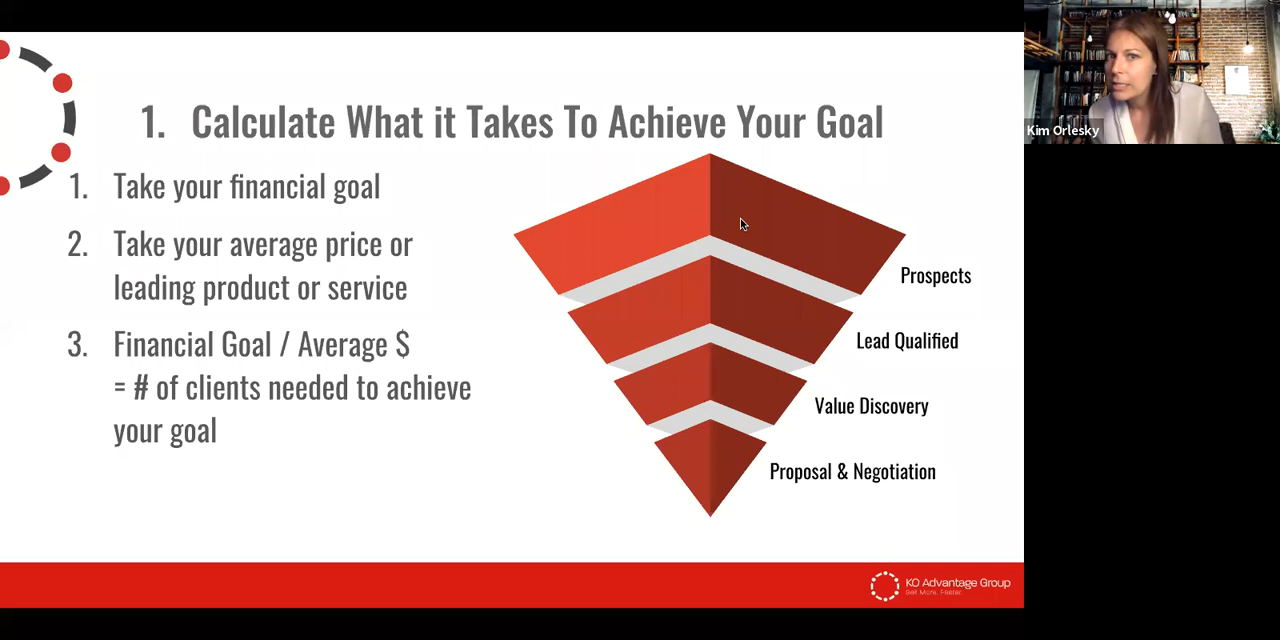 1. Calculate What it Takes To Achieve Your Goal
1. Take your financial goal
2. Take your average price or
leading product or service
3. Financial Goal / Average $
= # of clients needed to achieve
your goal
Prospects
Lead Qualified
Value Discovery
Proposal & Negotiation
KO Advantage Group
Sell More. Faster.
Kim Orlesky